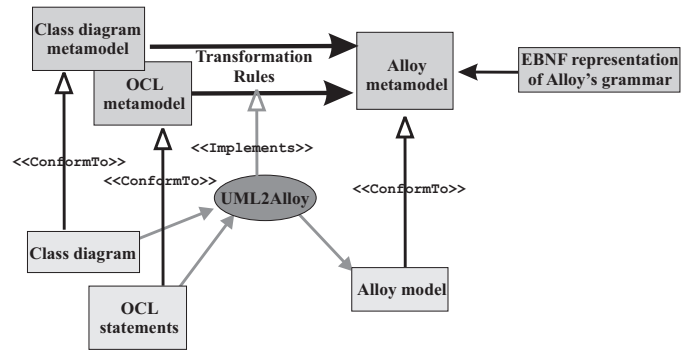 Class diagram
metamodel
OCL
metamodel
Transformation
Rules
Alloy
metamodel
EBNF representation
of Alloy's grammar
<<Implements>>
<<ConformTo>>
<<ConformTo>>
<<ConformTo>>
UML2Alloy
Class diagram
OCL
statements
Alloy model